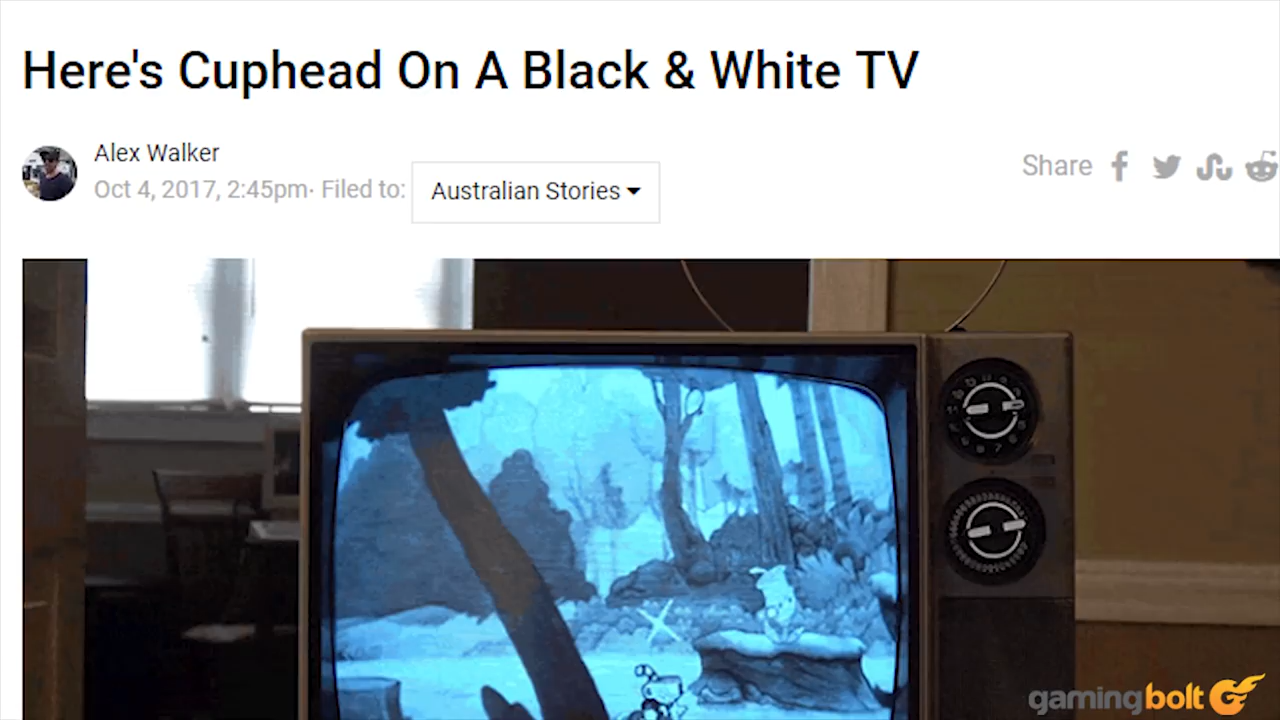 Here's Cuphead On A Black & White TV
Alex Walker
Oct 4, 2017, 2:45pm· Filed to:
Australian Stories
Share
gamingbolt